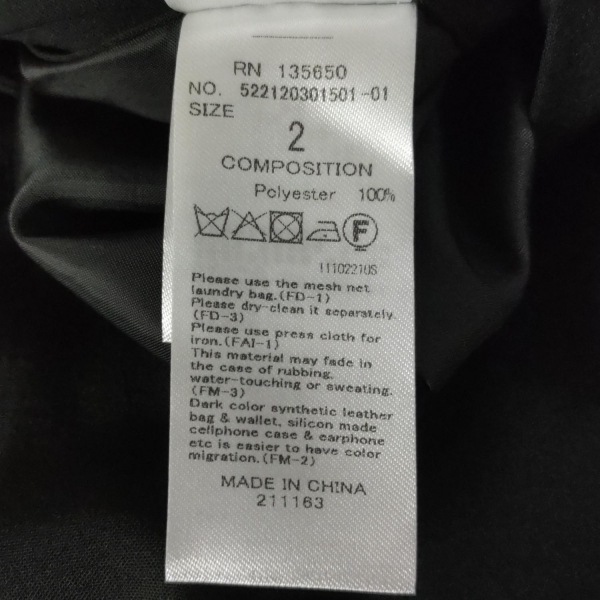 RN 135650
NO. 522120301501-01
SIZE
2
COMPOSITION
Polyester 100%
F
1110221US
Please use the mesh net
laundry bag.(FD-1)
Please dry-clean it separately.
(FD-3)
Please use press cloth for
iron.(FAI-1)
This material may fade in
the case of rubbing,
water-touching or sweating.
(FM-3)
Dark color synthetic leather
bag & wallet, silicon made
cellphone case & earphone
etc is easier to have color
migration.(FM-2)
MADE IN CHINA
211163